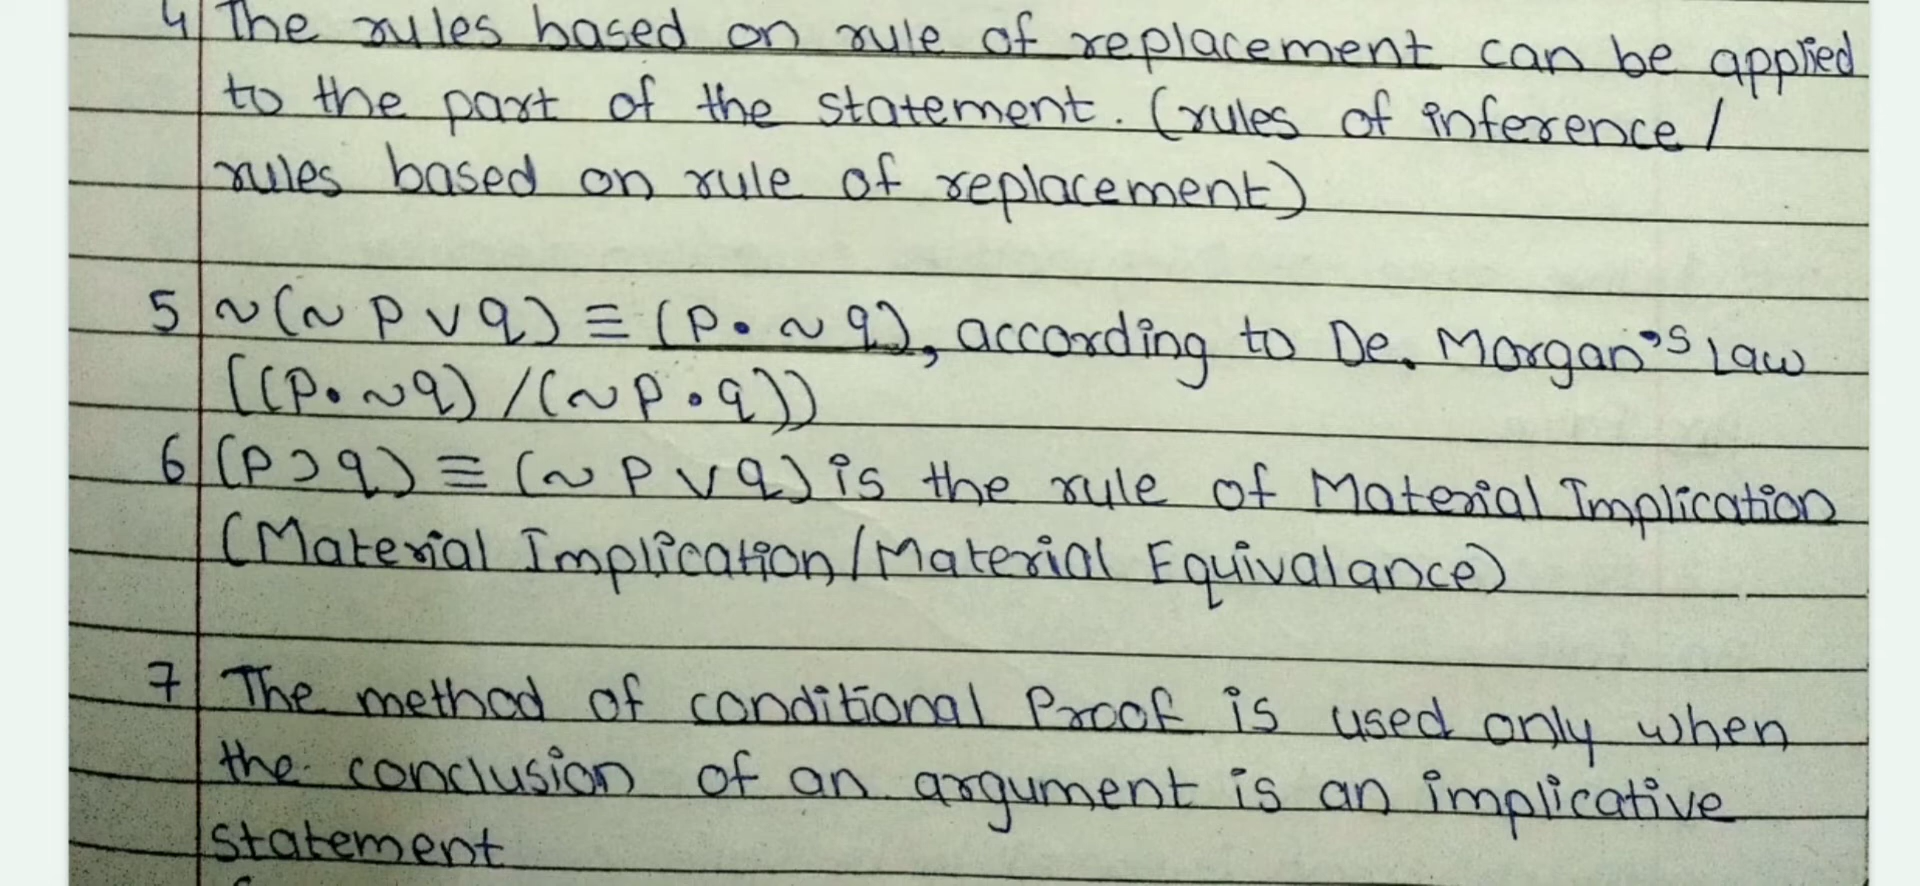 4 The rules based on rule of replacement can be applied
to the part of the statement. (rules of inference /
rules based on rule of replacement)
5 ~(~ P v q) ≡ (P • ~ q), according to De. Morgan's Law
((P • ~q) / (~P • q))
6 (P ⊃ q) ≡ (~ P v q) is the rule of Material Implication
(Material Implication / Material Equivalance)
7 The method of conditional Proof is used only when
the conclusion of an argument is an implicative
statement